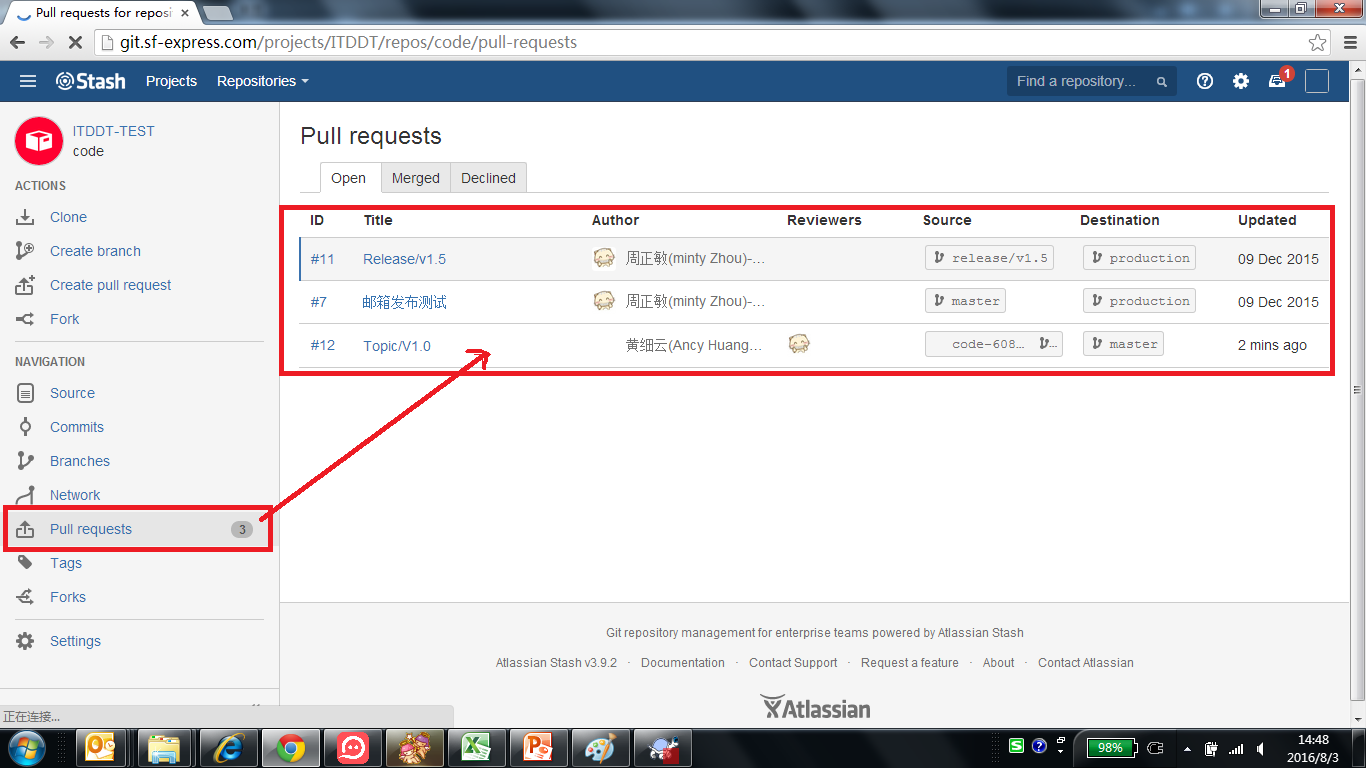 Pull requests for reposi
git.sf-express.com/projects/ITDDT/repos/code/pull-requests
Stash Projects Repositories Find a repository... 1
ITDDT-TEST
code
ACTIONS
Clone
Create branch
Create pull request
Fork
NAVIGATION
Source
Commits
Branches
Network
Pull requests 3
Tags
Forks
Settings
Pull requests
Open Merged Declined
ID Title Author Reviewers Source Destination Updated
#11 Release/v1.5 周正敏(minty Zhou)-... release/v1.5 production 09 Dec 2015
#7 邮箱发布测试 周正敏(minty Zhou)-... master production 09 Dec 2015
#12 Topic/V1.0 黄细云(Ancy Huang... code-608... ... master 2 mins ago
Git repository management for enterprise teams powered by Atlassian Stash
Atlassian Stash v3.9.2 · Documentation · Contact Support · Request a feature · About · Contact Atlassian
Atlassian
正在连接...
98%
14:48
2016/8/3